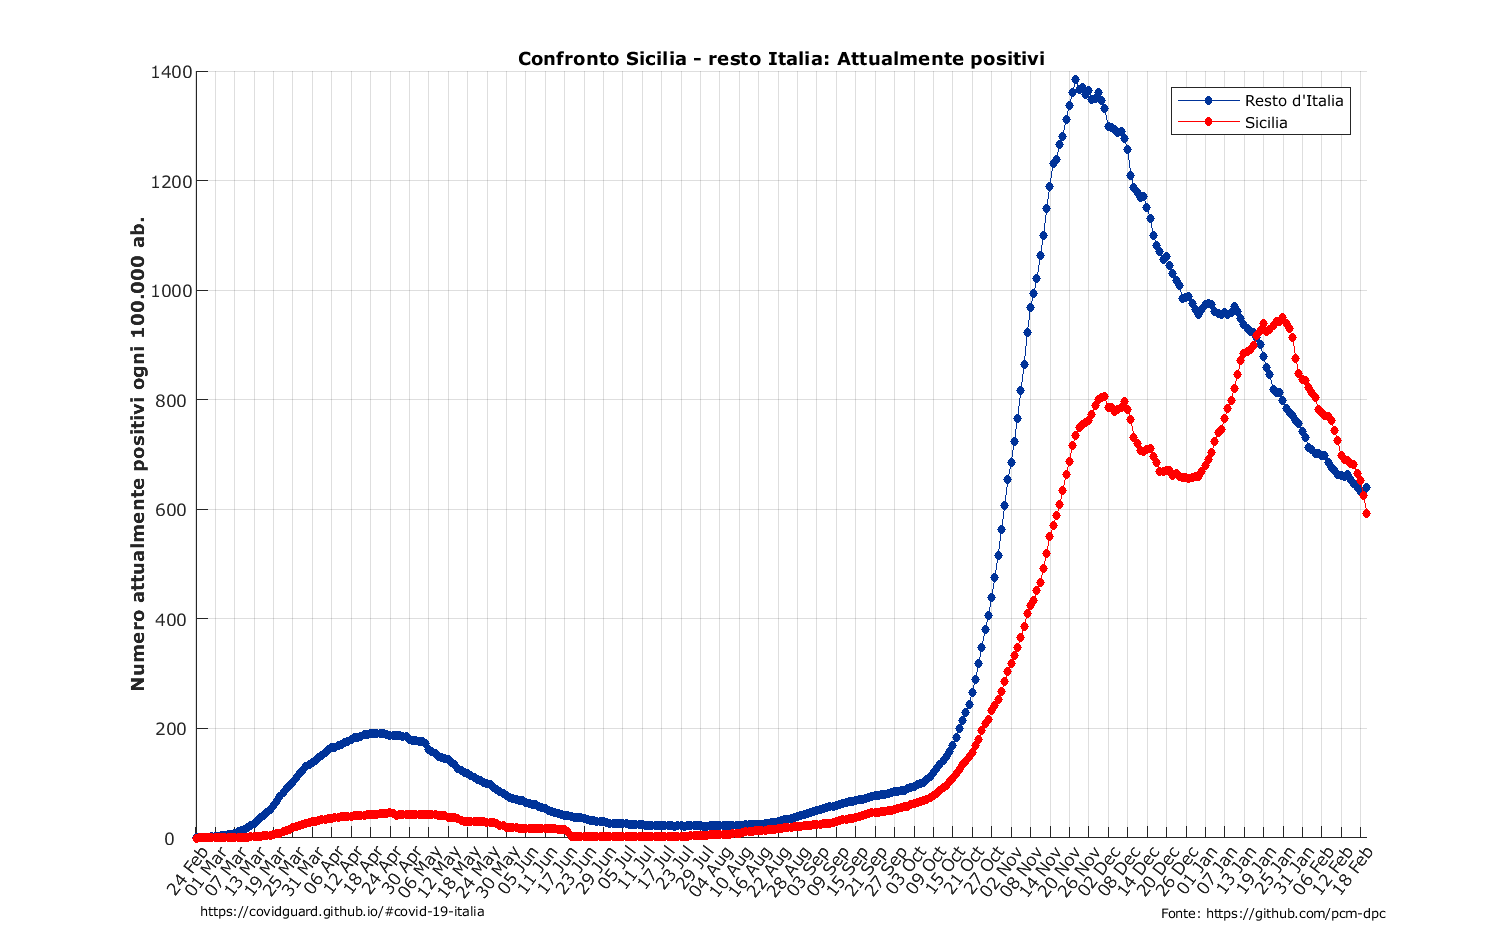 Confronto Sicilia - resto Italia: Attualmente positivi
Numero attualmente positivi ogni 100.000 ab.
1400
1200
1000
800
600
400
200
0
Resto d'Italia
Sicilia
24 Feb
01 Mar
07 Mar
13 Mar
19 Mar
25 Mar
31 Mar
06 Apr
12 Apr
18 Apr
24 Apr
30 Apr
06 May
12 May
18 May
24 May
30 May
05 Jun
11 Jun
17 Jun
23 Jun
29 Jun
05 Jul
11 Jul
17 Jul
23 Jul
29 Jul
04 Aug
10 Aug
16 Aug
22 Aug
28 Aug
03 Sep
09 Sep
15 Sep
21 Sep
27 Sep
03 Oct
09 Oct
15 Oct
21 Oct
27 Oct
02 Nov
08 Nov
14 Nov
20 Nov
26 Nov
02 Dec
08 Dec
14 Dec
20 Dec
26 Dec
01 Jan
07 Jan
13 Jan
19 Jan
25 Jan
31 Jan
06 Feb
12 Feb
18 Feb
https://covidguard.github.io/#covid-19-italia
Fonte: https://github.com/pcm-dpc